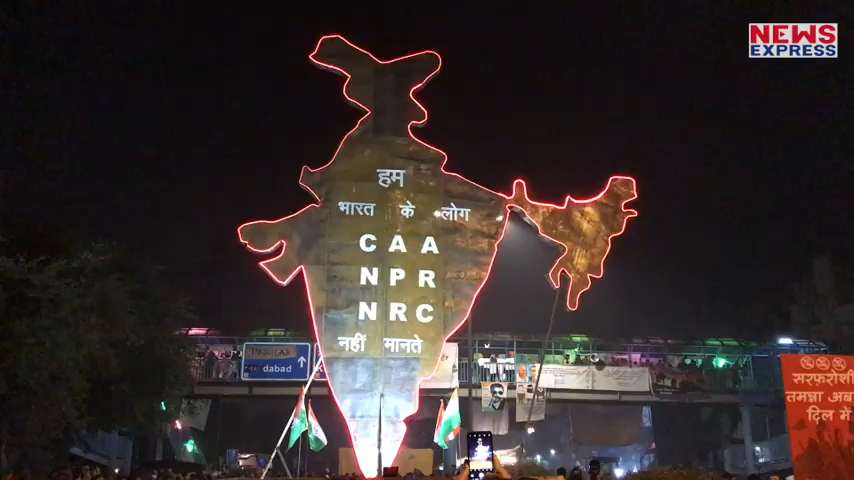 NEWS
EXPRESS
हम
भारत के लोग
CAA
NPR
NRC
नहीं मानते
dabad
सरफ़रोशी
तमन्ना अब
दिल में